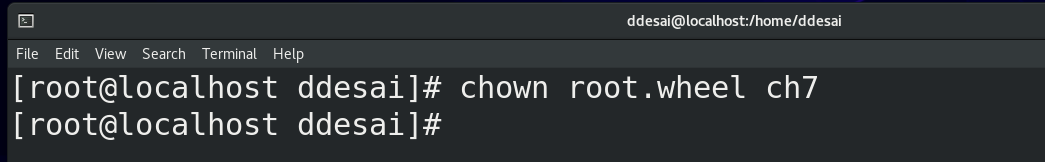 ddesai@localhost:/home/ddesai
File Edit View Search Terminal Help
[root@localhost ddesai]# chown root.wheel ch7
[root@localhost ddesai]#